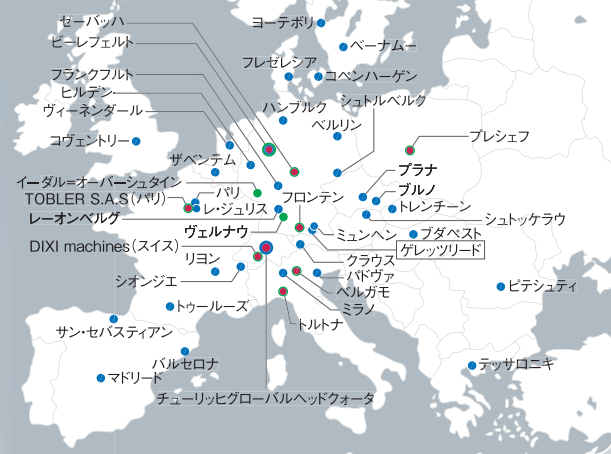 ゼーバッハ
ヨーテボリ
ビーレフェルト
ベーナムー
フレゼレシア
フランクフルト
コペンハーゲン
ヒルデン
シュトルベルク
ハンブルク
ヴィーネンダール
ベルリン
コヴェントリー
プレシェフ
ザベンテム
プラナ
イーダル=オーバーシュタイン
ブルノ
パリ
フロンテン
TOBLER S.A.S（パリ）
トレンチーン
レ・ジュリス
レーオンベルグ
シュトッケラウ
ヴェルナウ
ミュンヘン
ブダペスト
DIXI machines（スイス）
ゲレッツリード
リヨン
クラウス
シオンジエ
パドヴァ
ピテシュティ
ベルガモ
トゥールーズ
ミラノ
サン・セバスティアン
トルトナ
バルセロナ
テッサロニキ
マドリード
チューリッヒグローバルヘッドクォータ